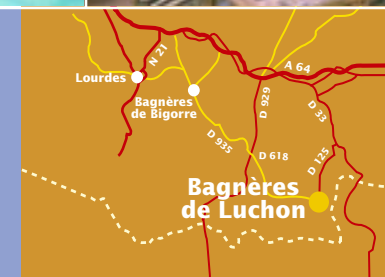 N 21
A 64
Lourdes
Bagnères
de Bigorre
D 929
D 33
D 935
D 618
D 125
Bagnères
de Luchon